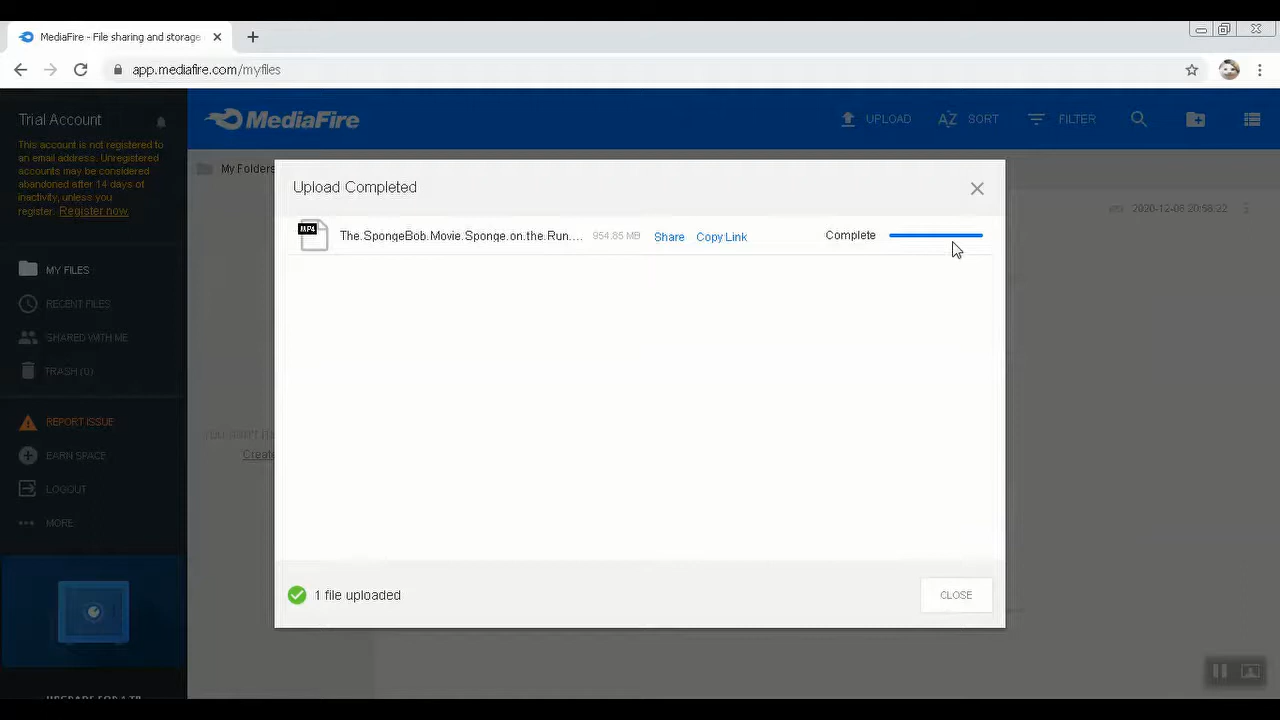 MediaFire - File sharing and storage
app.mediafire.com/myfiles
Trial Account
This account is not registered to
an email address. Unregistered
accounts may be considered
abandoned after 14 days of
inactivity, unless you
register. Register now.
MY FILES
RECENT FILES
SHARED WITH ME
TRASH (0)
REPORT ISSUE
EARN SPACE
LOGOUT
MORE
MediaFire
UPLOAD
SORT
FILTER
My Folders
2020-12-06 20:58:22
Upload Completed
MP4
The.SpongeBob.Movie.Sponge.on.the.Run.... 954.85 MB Share Copy Link Complete
Create
1 file uploaded
CLOSE